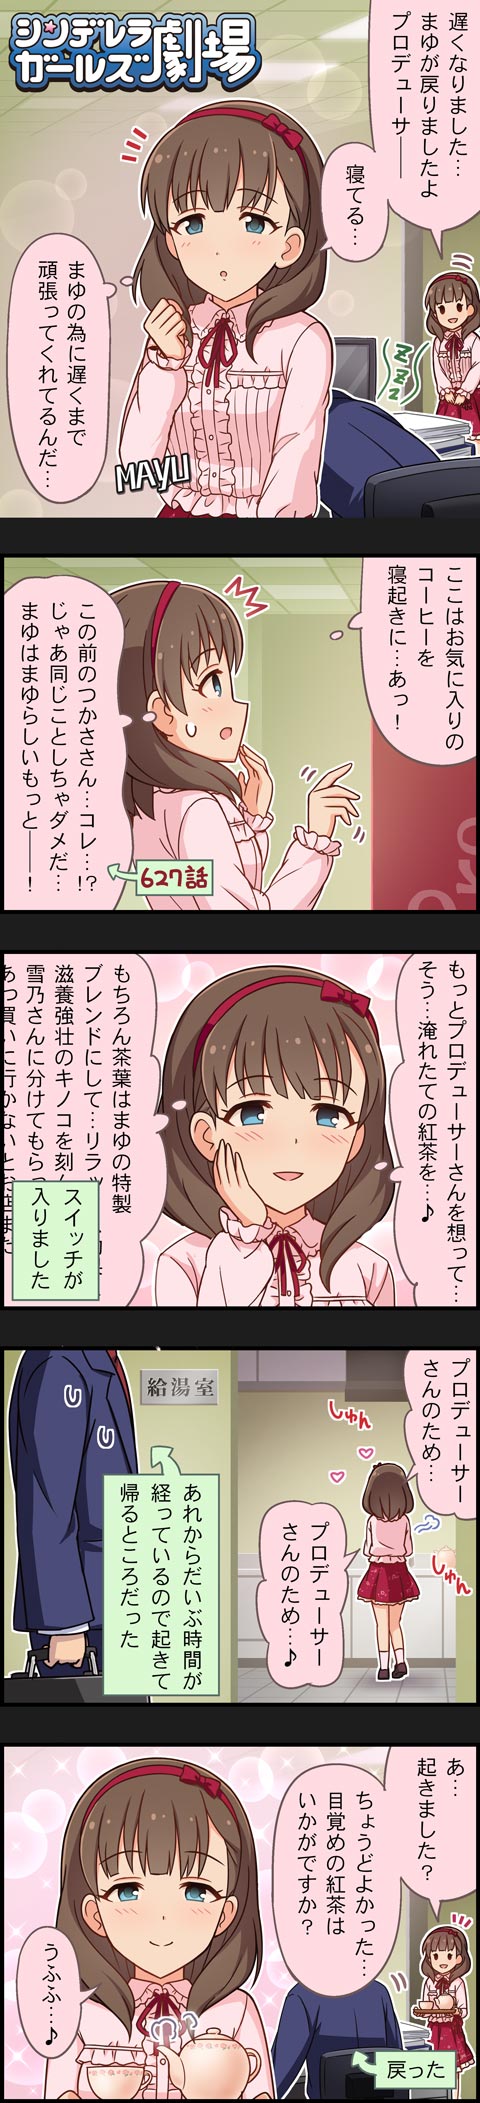 シンデレラ
ガールズ劇場
遅くなりました…
まゆが戻りましたよ
プロデューサ──
寝てる…
ZZZ
まゆの為に遅くまで
頑張ってくれてるんだ…
MAYU
ここはお気に入りの
コーヒーを
寝起きに…あっ！
この前のつかささん…コレ…!?
じゃあ同じことしちゃダメだ…
まゆはまゆらしいもっと──！
627話
もっとプロデューサーさんを想って…
そう…淹れたての紅茶を…♪
もちろん茶葉はまゆの特製
ブレンドにして…リラッ
滋養強壮のキノコを刻ん
雪乃さんに分けてもらっ
あっ買いに行かないと
スイッチが
入りました
プロデューサー
さんのため…
しゅん
しゅん
プロデューサー
さんのため…♪
給湯室
あれからだいぶ時間が
経っているので起きて
帰るところだった
あ…
起きました？
ちょうどよかった…
目覚めの紅茶は
いかがですか？
うふふ…♪
戻った